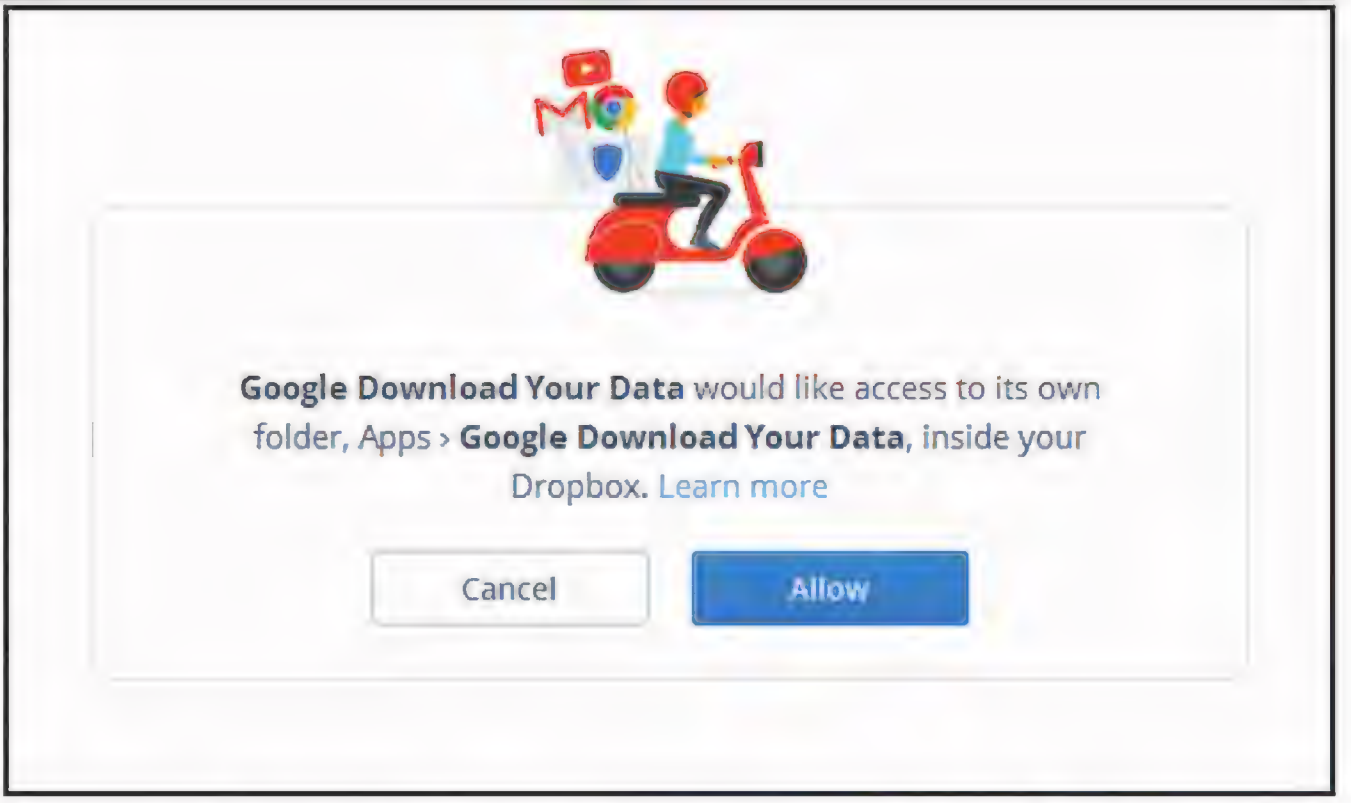 Google Download Your Data would like access to its own
folder, Apps › Google Download Your Data, inside your
Dropbox. Learn more
Cancel
Allow